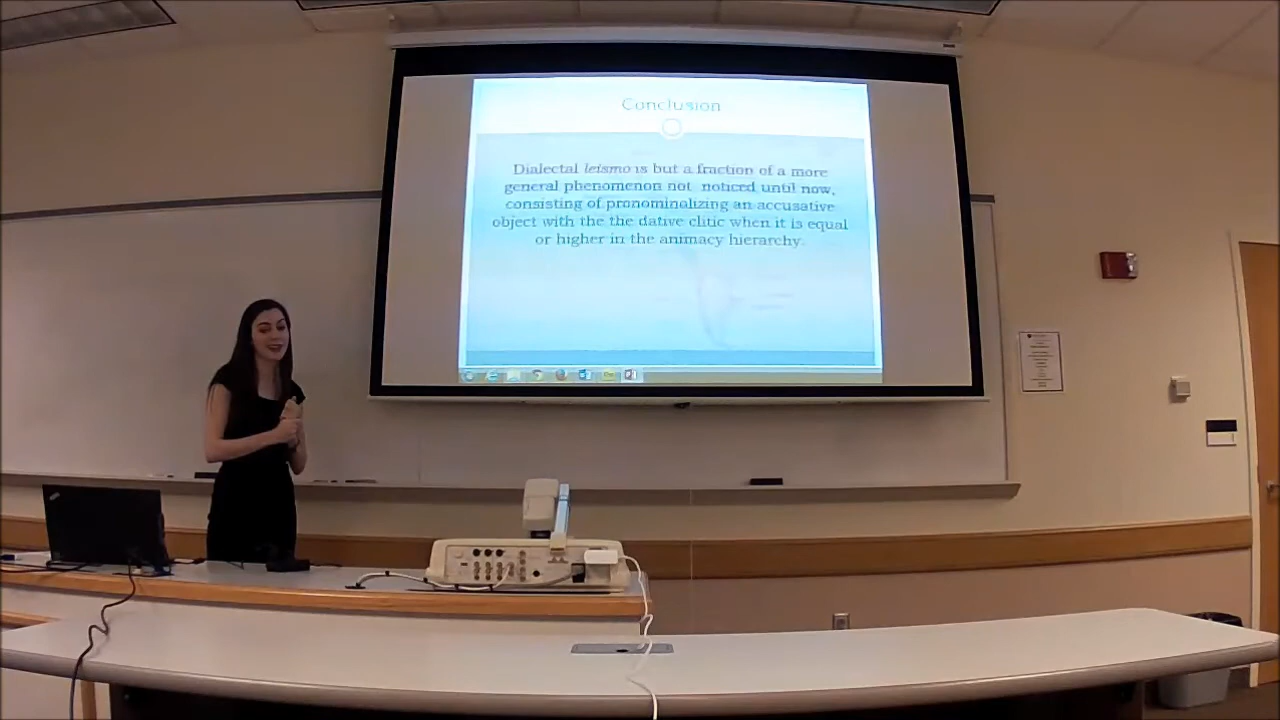 Conclusion
Dialectal leísmo is but a fraction of a more
general phenomenon not noticed until now,
consisting of pronominalizing an accusative
object with the the dative clitic when it is equal
or higher in the animacy hierarchy.